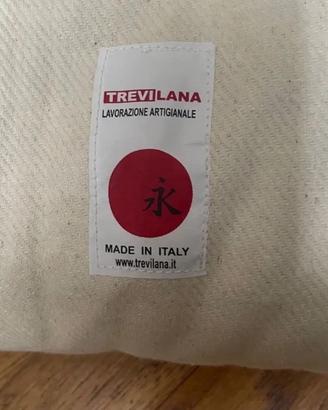 TREVILANA
LAVORAZIONE ARTIGIANALE
永
MADE IN ITALY
www.trevilana.it